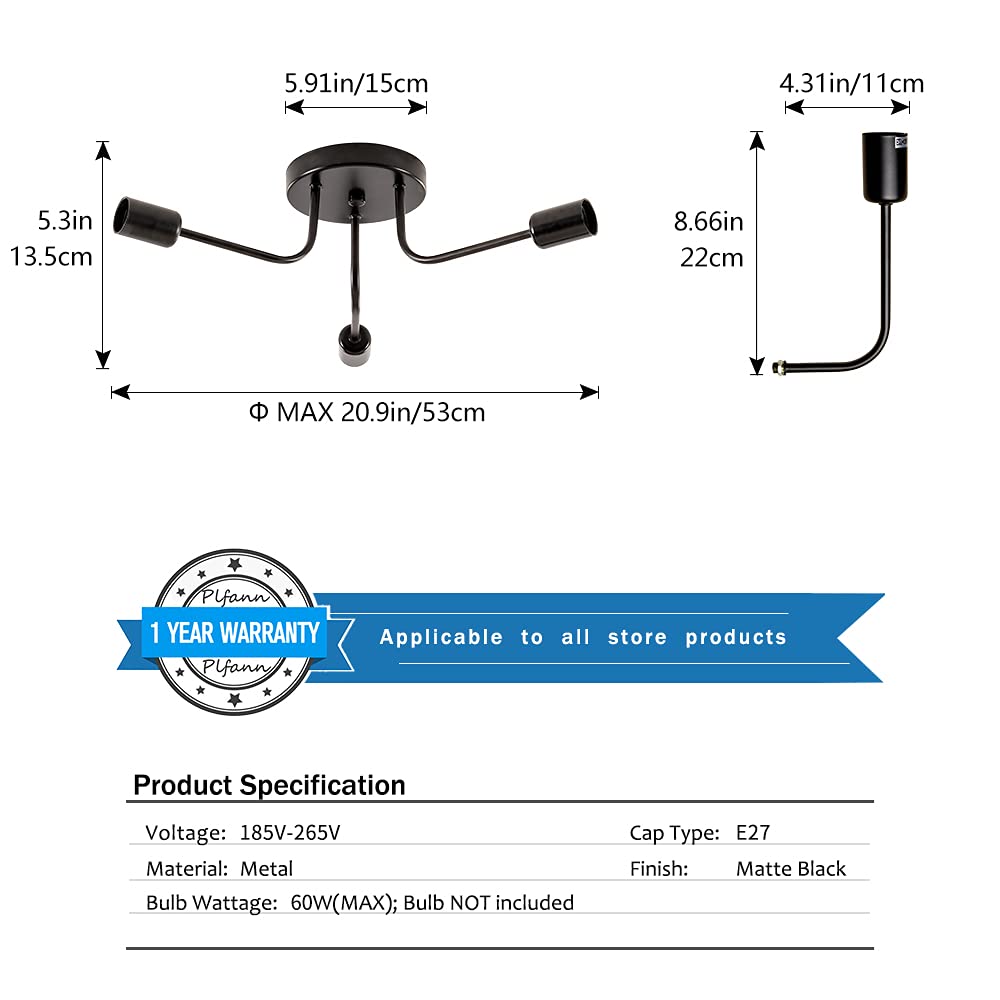 5.91in/15cm
4.31in/11cm
5.3in
13.5cm
8.66in
22cm
Φ MAX 20.9in/53cm
Plfann
1 YEAR WARRANTY
Plfann
Applicable to all store products
Product Specification
Voltage: 185V-265V
Cap Type: E27
Material: Metal
Finish: Matte Black
Bulb Wattage: 60W(MAX); Bulb NOT included